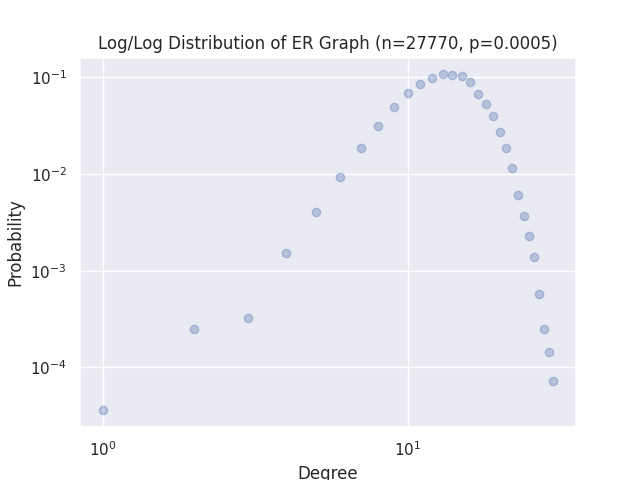 Log/Log Distribution of ER Graph (n=27770, p=0.0005)
10⁻¹
10⁻²
10⁻³
10⁻⁴
Probability
10⁰ 10¹
Degree